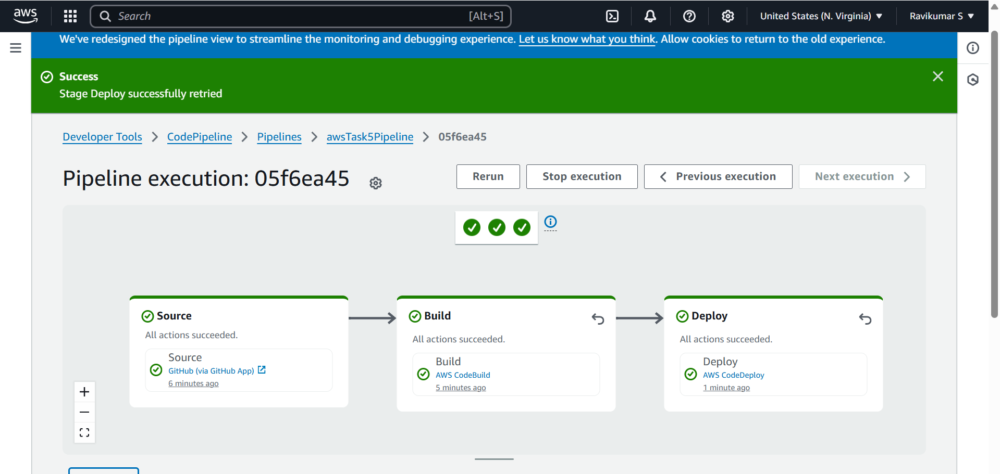 aws
Search
[Alt+S]
United States (N. Virginia)
Ravikumar S
We've redesigned the pipeline view to streamline the monitoring and debugging experience. Let us know what you think. Allow cookies to return to the old experience.
Success
Stage Deploy successfully retried
Developer Tools
CodePipeline
Pipelines
awsTask5Pipeline
05f6ea45
Pipeline execution: 05f6ea45
Rerun
Stop execution
Previous execution
Next execution
Source
All actions succeeded.
Source
GitHub (via GitHub App)
6 minutes ago
Build
All actions succeeded.
Build
AWS CodeBuild
5 minutes ago
Deploy
All actions succeeded.
Deploy
AWS CodeDeploy
1 minute ago